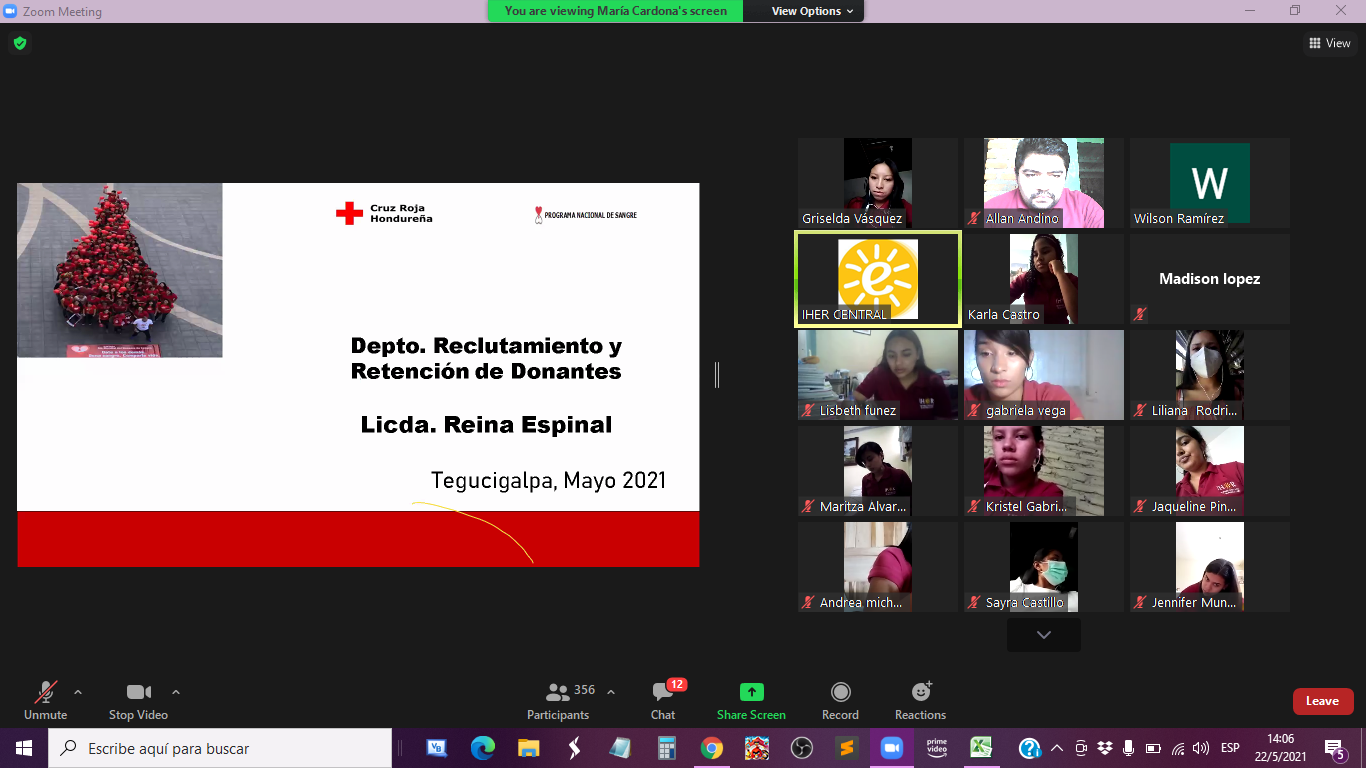 Zoom Meeting
You are viewing María Cardona's screen
View Options
View
Cruz Roja
Hondureña
PROGRAMA NACIONAL DE SANGRE
Depto. Reclutamiento y
Retención de Donantes
Licda. Reina Espinal
Tegucigalpa, Mayo 2021
Griselda Vásquez
Allan Andino
W
Wilson Ramírez
e
IHER CENTRAL
Karla Castro
Madison lopez
Lisbeth funez
gabriela vega
Liliana Rodri...
Maritza Alvar...
Kristel Gabri...
Jaqueline Pin...
Andrea mich...
Sayra Castillo
Jennifer Mun...
Unmute
Stop Video
356
Participants
12
Chat
Share Screen
Record
Reactions
Leave
Escribe aquí para buscar
VB
prime
video
ESP
14:06
22/5/2021
5